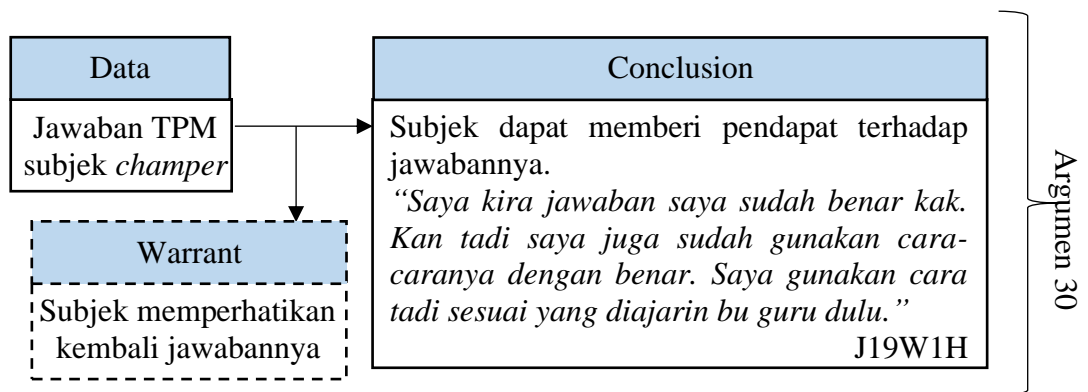 Data
Jawaban TPM
subjek champer
Warrant
Subjek memperhatikan
kembali jawabannya
Conclusion
Subjek dapat memberi pendapat terhadap
jawabannya.
“Saya kira jawaban saya sudah benar kak.
Kan tadi saya juga sudah gunakan cara-
caranya dengan benar. Saya gunakan cara
tadi sesuai yang diajarin bu guru dulu.”
J19W1H
Argumen 30